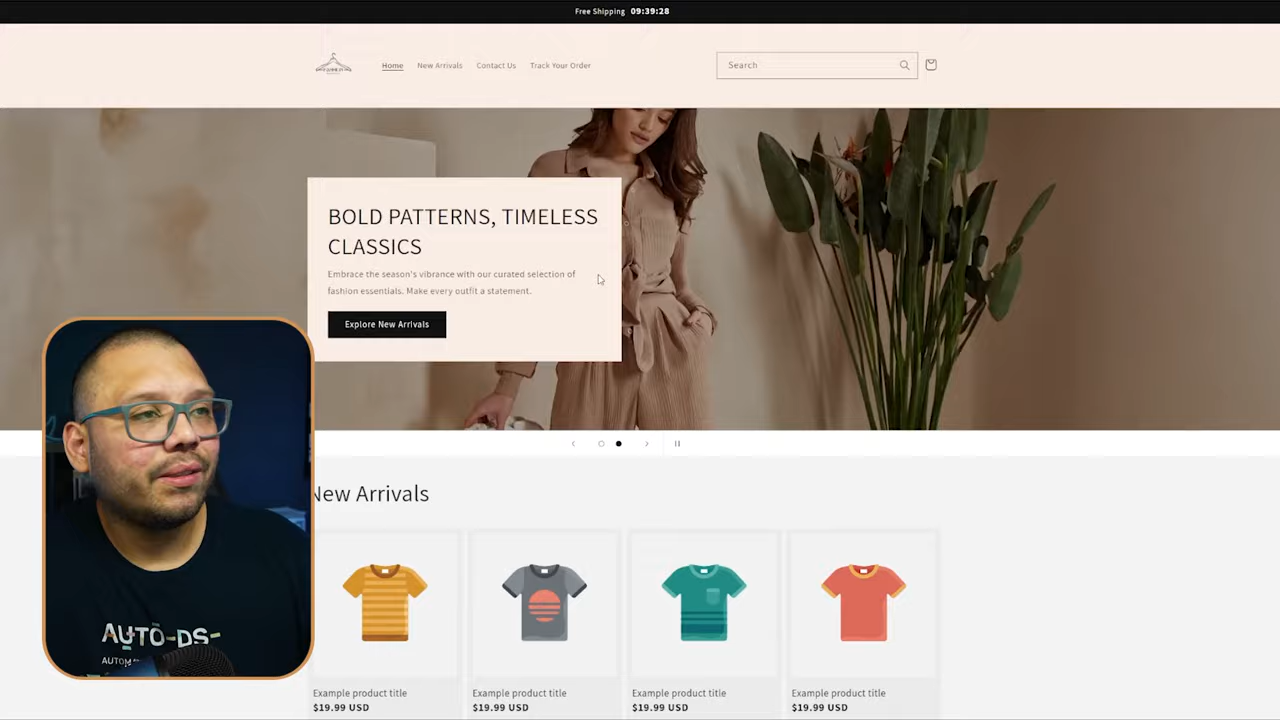 Free Shipping 09:39:28
Home New Arrivals Contact Us Track Your Order
Search
BOLD PATTERNS, TIMELESS
CLASSICS
Embrace the season's vibrance with our curated selection of
fashion essentials. Make every outfit a statement.
Explore New Arrivals
New Arrivals
AUTO-DS-
Example product title
$19.99 USD
Example product title
$19.99 USD
Example product title
$19.99 USD
Example product title
$19.99 USD